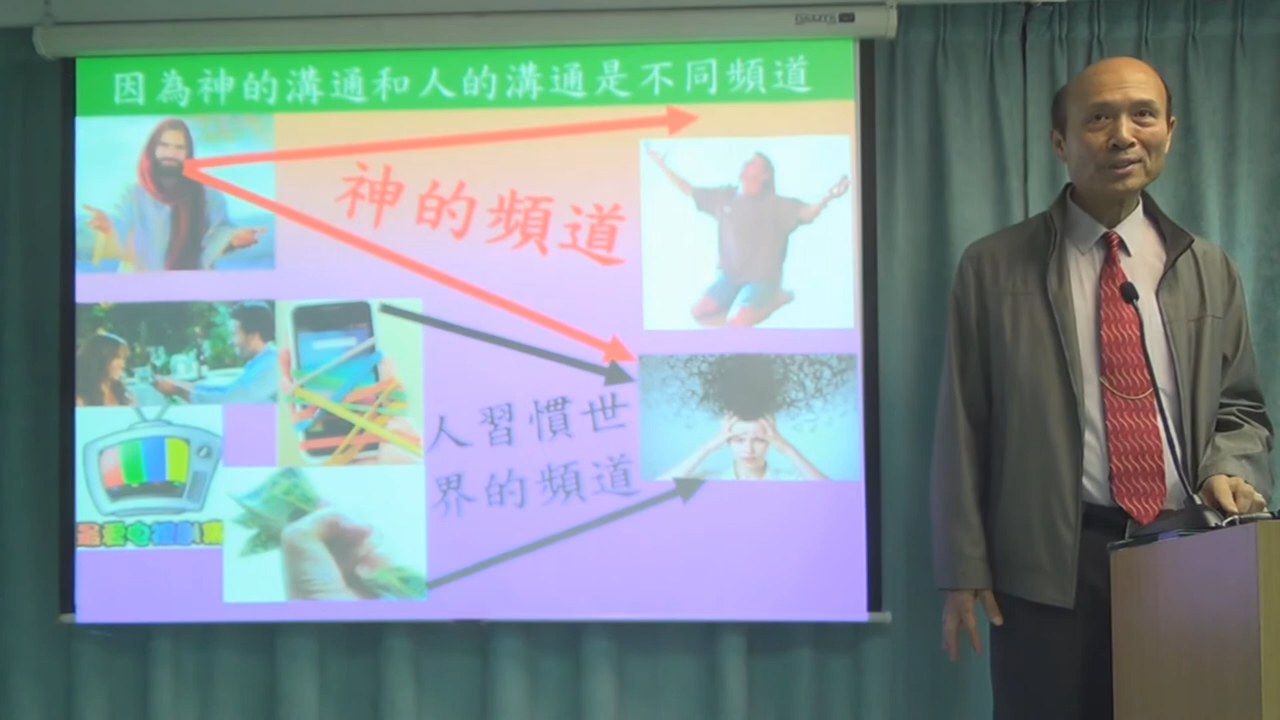 因為神的溝通和人的溝通是不同頻道
神的頻道
人習慣世
界的頻道